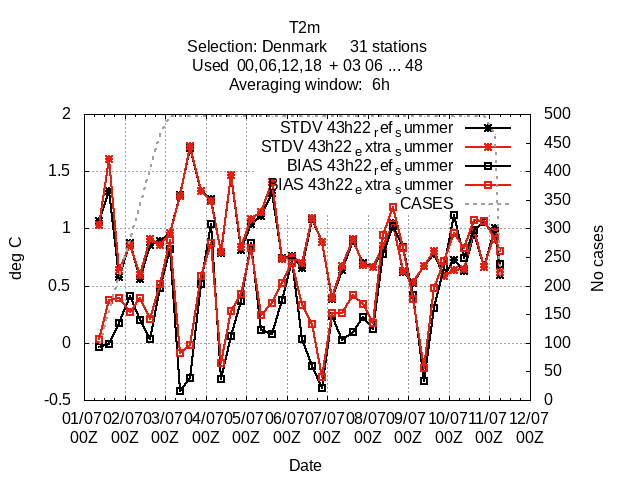 T2m
Selection: Denmark 31 stations
Used 00,06,12,18 + 03 06 ... 48
Averaging window: 6h
STDV 43h22refsummer
STDV 43h22extrasummer
BIAS 43h22refsummer
BIAS 43h22extrasummer
CASES
deg C
2
1.5
1
0.5
0
-0.5
No cases
500
450
400
350
300
250
200
150
100
50
0
01/07 02/07 03/07 04/07 05/07 06/07 07/07 08/07 09/07 10/07 11/07 12/07
00Z 00Z 00Z 00Z 00Z 00Z 00Z 00Z 00Z 00Z 00Z 00Z
Date